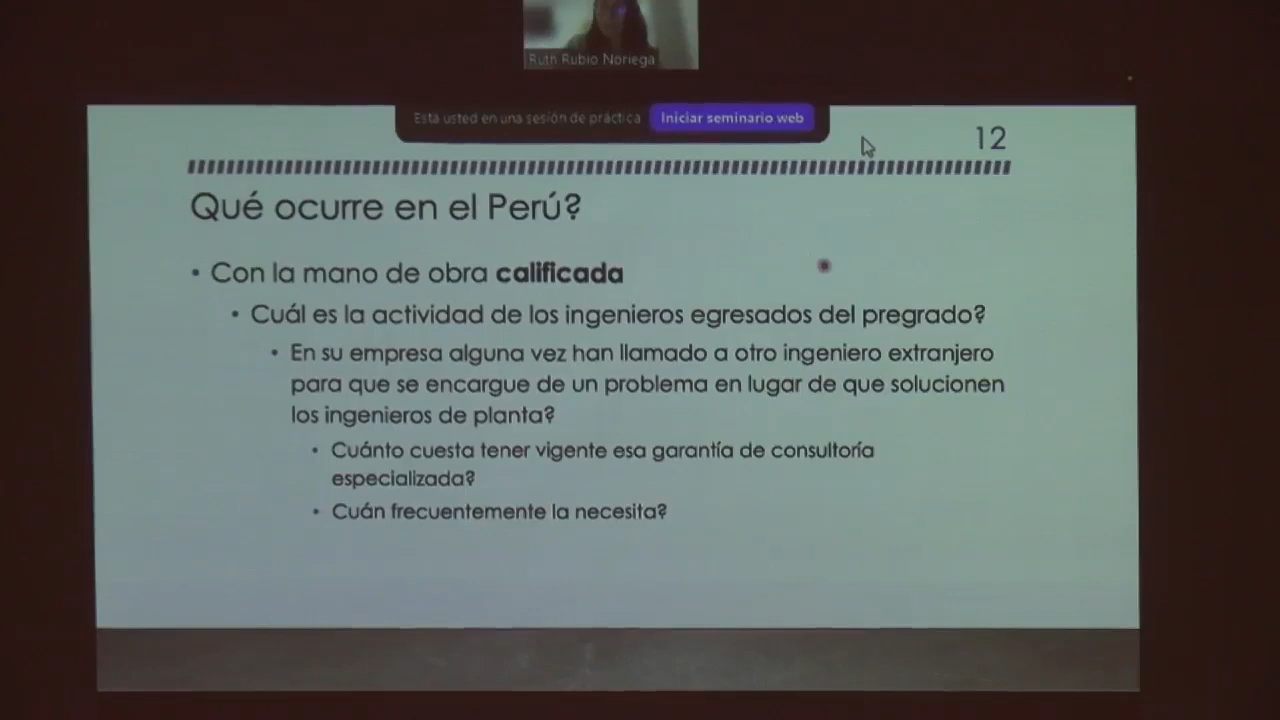 Ruth Rubio Noriega
Esta usted en una sesión de práctica Iniciar seminario web
12
Qué ocurre en el Perú?
• Con la mano de obra calificada
• Cuál es la actividad de los ingenieros egresados del pregrado?
• En su empresa alguna vez han llamado a otro ingeniero extranjero
para que se encargue de un problema en lugar de que solucionen
los ingenieros de planta?
• Cuánto cuesta tener vigente esa garantía de consultoría
especializada?
• Cuán frecuentemente la necesita?